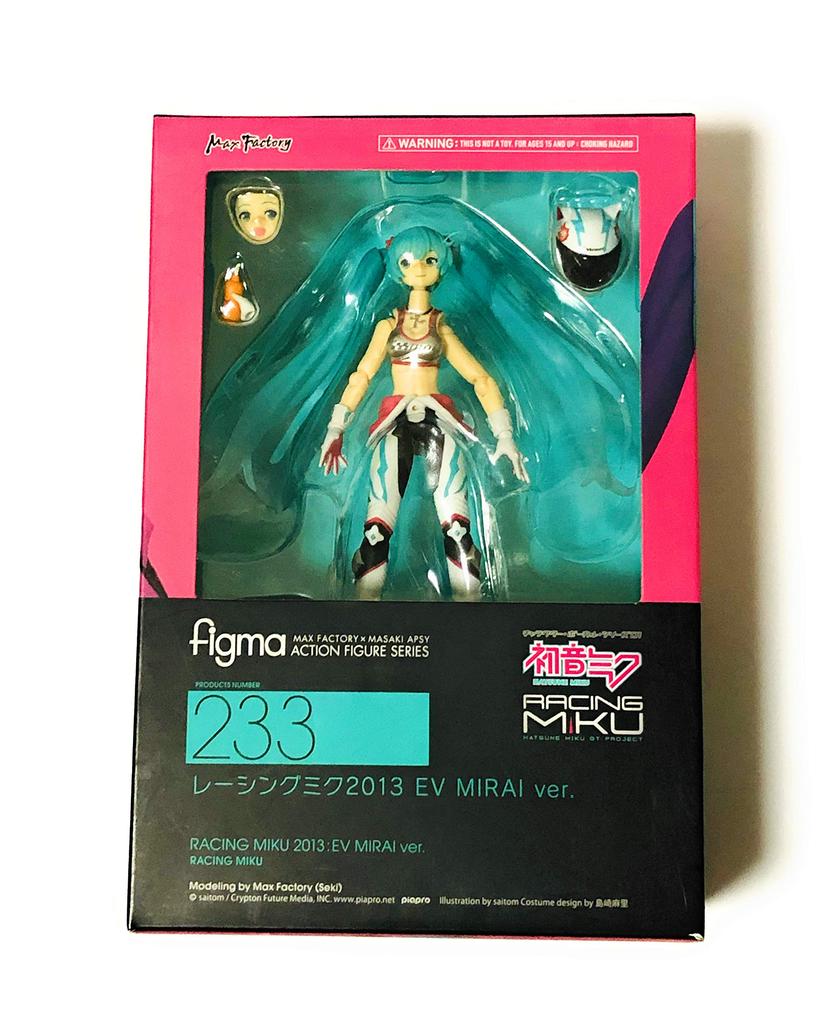 Max Factory
WARNING: THIS IS NOT A TOY. FOR AGES 15 AND UP : CHOKING HAZARD
figma MAX FACTORY × MASAKI APSY
ACTION FIGURE SERIES
初音ミク
HATSUNE MIKU
RACING
MIKU
HATSUNE MIKU GT PROJECT
PRODUCTS NUMBER
233
レーシングミク2013 EV MIRAI ver.
RACING MIKU 2013:EV MIRAI ver.
RACING MIKU
Modeling by Max Factory (Seki)
© saitom / Crypton Future Media, INC. www.piapro.net piapro Illustration by saitom Costume design by 島崎麻里